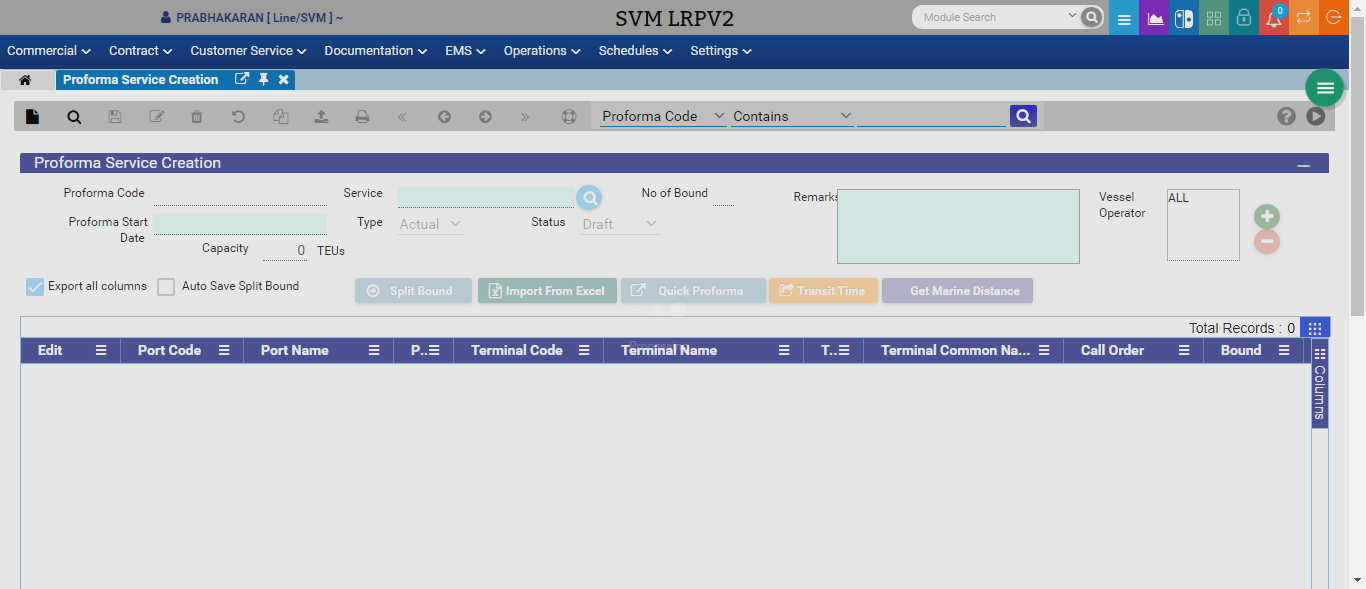 PRABHAKARAN [ Line/SVM ] ~
SVM LRPV2
Module Search
0
Commercial Contract Customer Service Documentation EMS Operations Schedules Settings
Proforma Service Creation
Proforma Code Contains
Proforma Service Creation
Proforma Code Service No of Bound Remarks Vessel Operator ALL
Proforma Start Date Type Actual Status Draft
Capacity 0 TEUs
Export all columns Auto Save Split Bound Split Bound Import From Excel Quick Proforma Transit Time Get Marine Distance
Total Records : 0
Edit Port Code Port Name P.. Terminal Code Terminal Name T.. Terminal Common Na... Call Order Bound
Columns